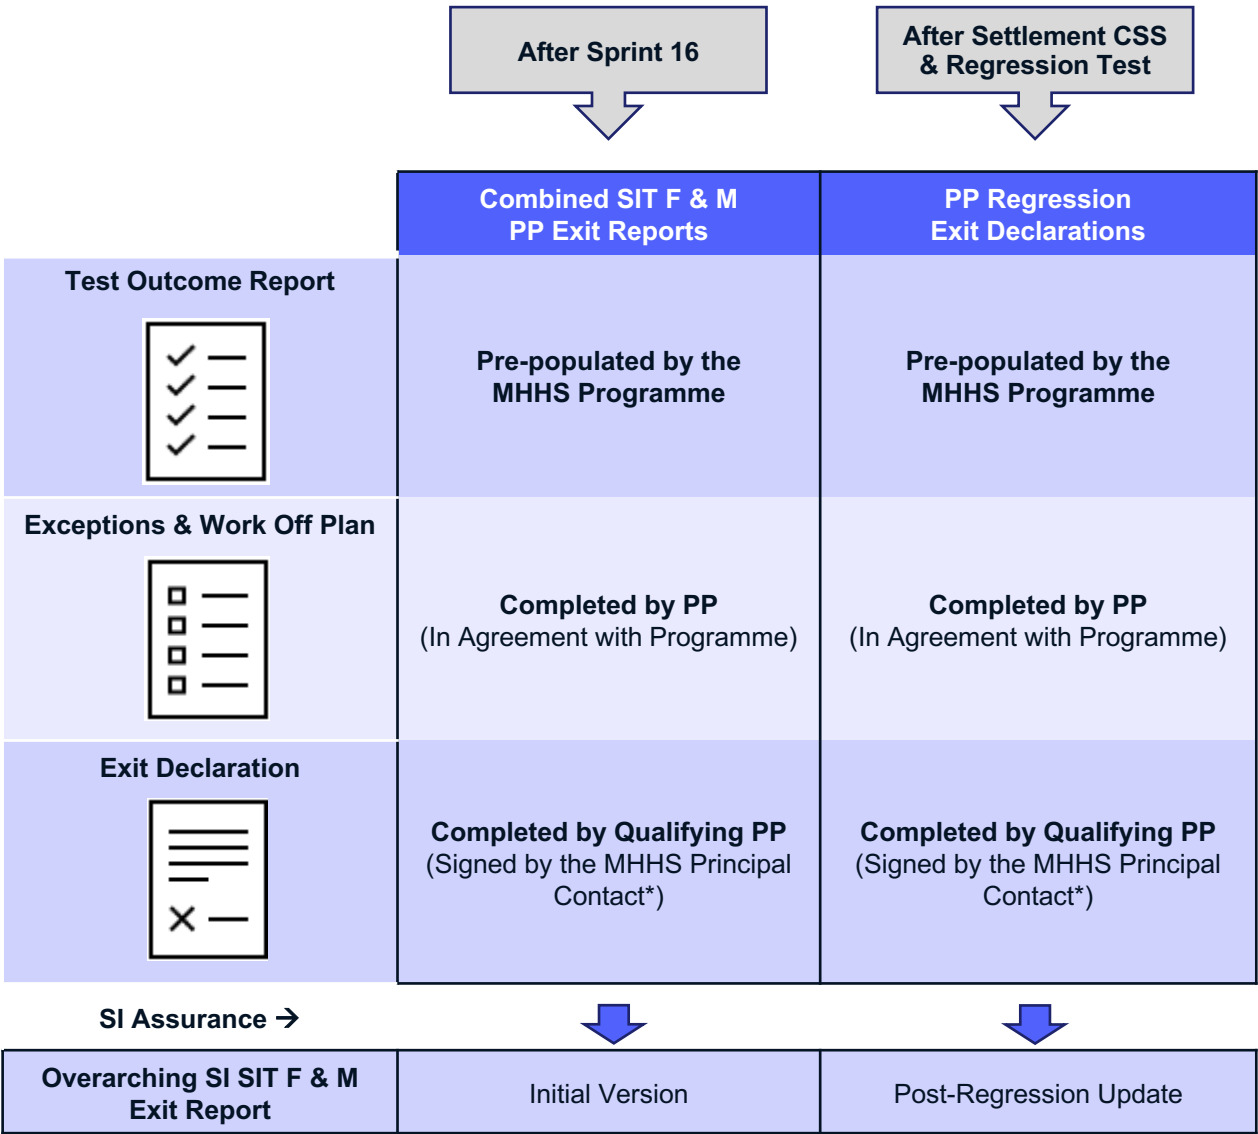 After Sprint 16
After Settlement CSS
& Regression Test
Combined SIT F & M
PP Exit Reports
PP Regression
Exit Declarations
Test Outcome Report
Pre-populated by the
MHHS Programme
Pre-populated by the
MHHS Programme
Exceptions & Work Off Plan
Completed by PP
(In Agreement with Programme)
Completed by PP
(In Agreement with Programme)
Exit Declaration
Completed by Qualifying PP
(Signed by the MHHS Principal
Contact*)
Completed by Qualifying PP
(Signed by the MHHS Principal
Contact*)
SI Assurance →
Overarching SI SIT F & M
Exit Report
Initial Version
Post-Regression Update